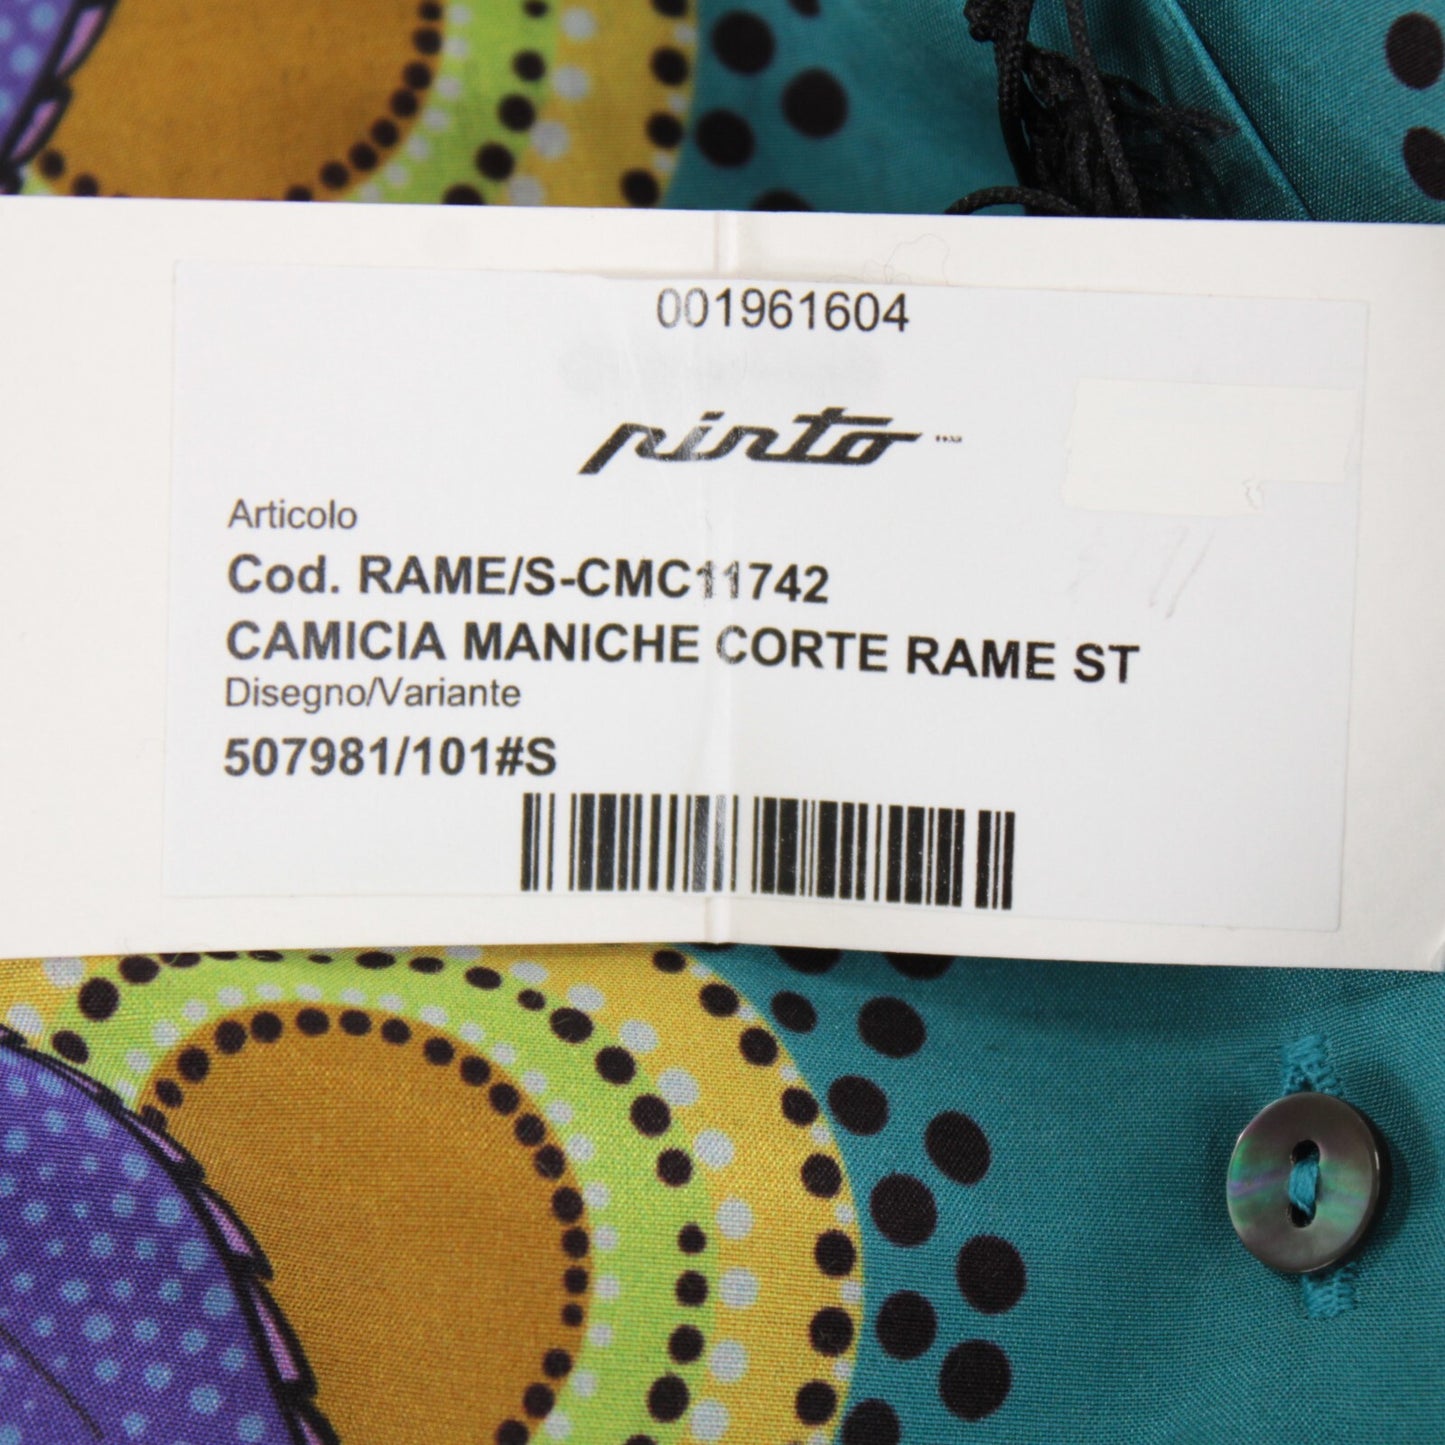 001961604
pinto
Articolo
Cod. RAME/S-CMC11742
CAMICIA MANICHE CORTE RAME ST
Disegno/Variante
507981/101#S